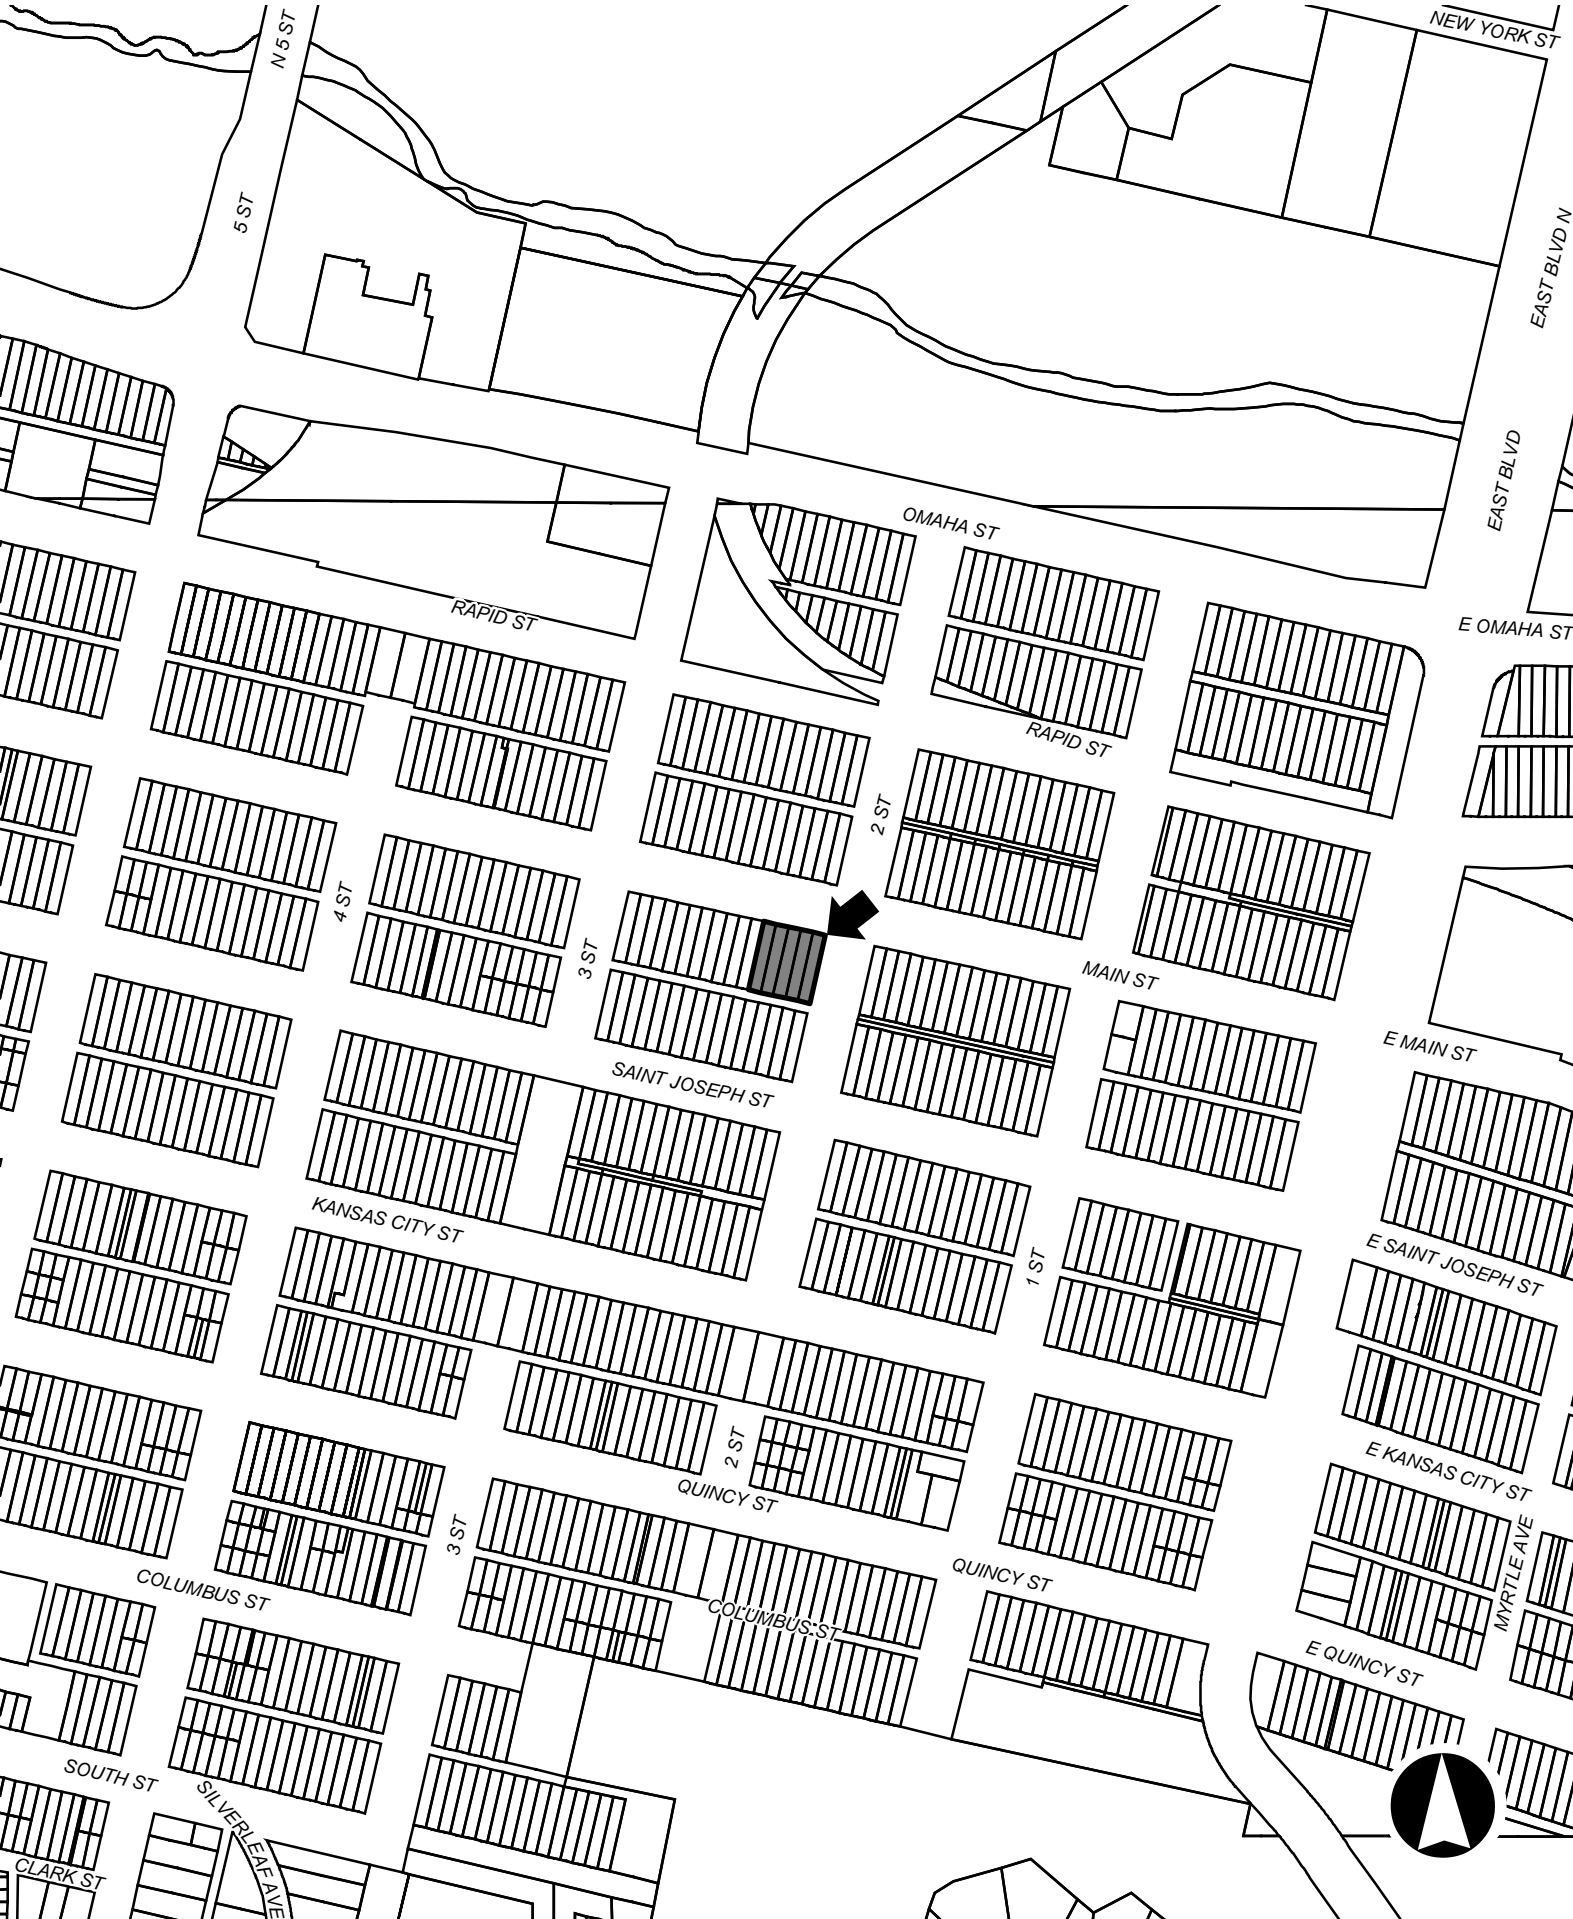 N 5 ST
NEW YORK ST
5 ST
EAST BLVD N
EAST BLVD
OMAHA ST
RAPID ST
E OMAHA ST
RAPID ST
2 ST
4 ST
3 ST
MAIN ST
E MAIN ST
SAINT JOSEPH ST
KANSAS CITY ST
1 ST
E SAINT JOSEPH ST
2 ST
E KANSAS CITY ST
QUINCY ST
3 ST
MYRTLE AVE
COLUMBUS ST
QUINCY ST
COLUMBUS ST
E QUINCY ST
SOUTH ST
SILVERLEAF AVE
CLARK ST